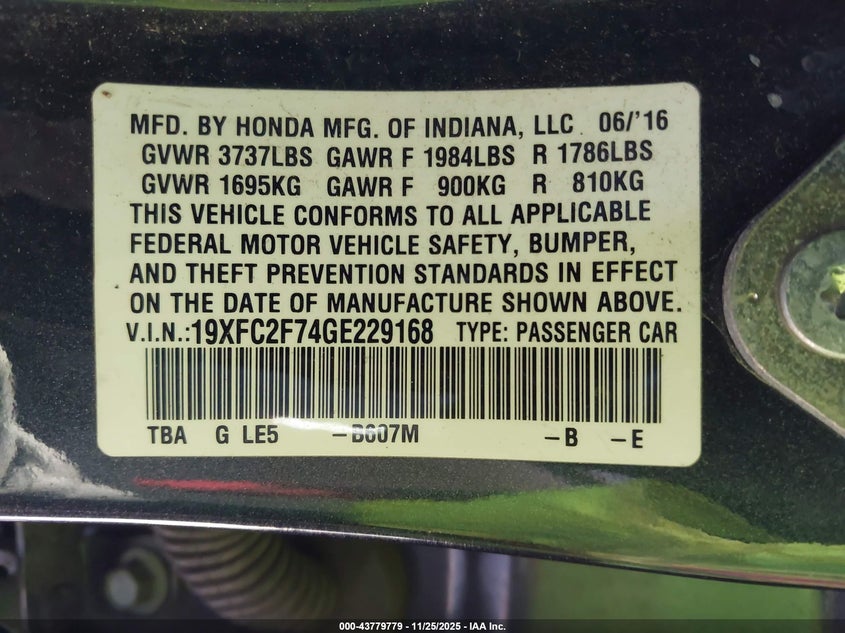 MFD. BY HONDA MFG. OF INDIANA, LLC 06/'16
GVWR 3737LBS GAWR F 1984LBS R 1786LBS
GVWR 1695KG GAWR F 900KG R 810KG
THIS VEHICLE CONFORMS TO ALL APPLICABLE
FEDERAL MOTOR VEHICLE SAFETY, BUMPER,
AND THEFT PREVENTION STANDARDS IN EFFECT
ON THE DATE OF MANUFACTURE SHOWN ABOVE.
V.I.N.:19XFC2F74GE229168 TYPE: PASSENGER CAR
TBA G LE5 -B607M -B -E
000-43779779 - 11/25/2025 - IAA Inc.